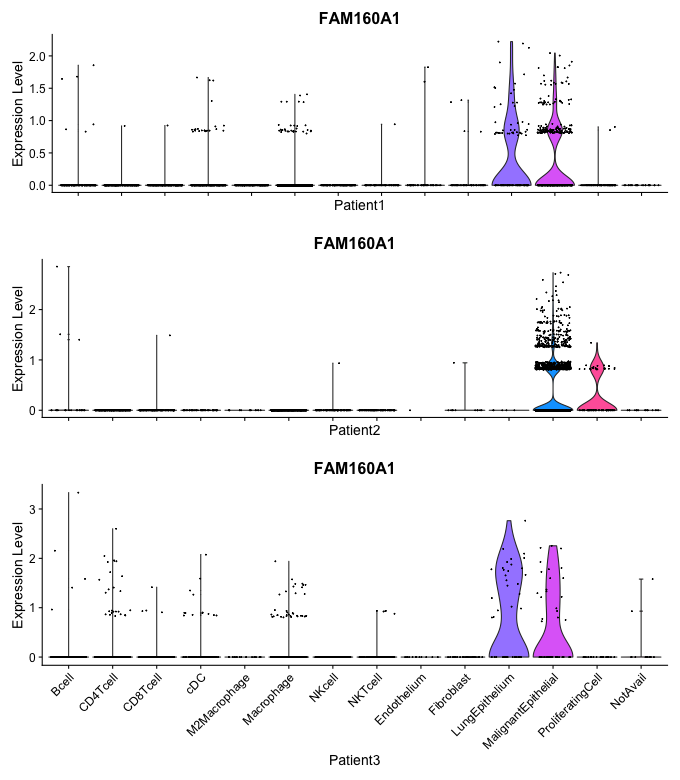 FAM160A1
Expression Level
2.0
1.5
1.0
0.5
0.0
Patient1
FAM160A1
Expression Level
2
1
0
Patient2
FAM160A1
Expression Level
3
2
1
0
Bcell
CD4Tcell
CD8Tcell
cDC
M2Macrophage
Macrophage
NKcell
NKTcell
Endothelium
Fibroblast
LungEpithelium
MalignantEpithelial
ProliferatingCell
NotAvail
Patient3